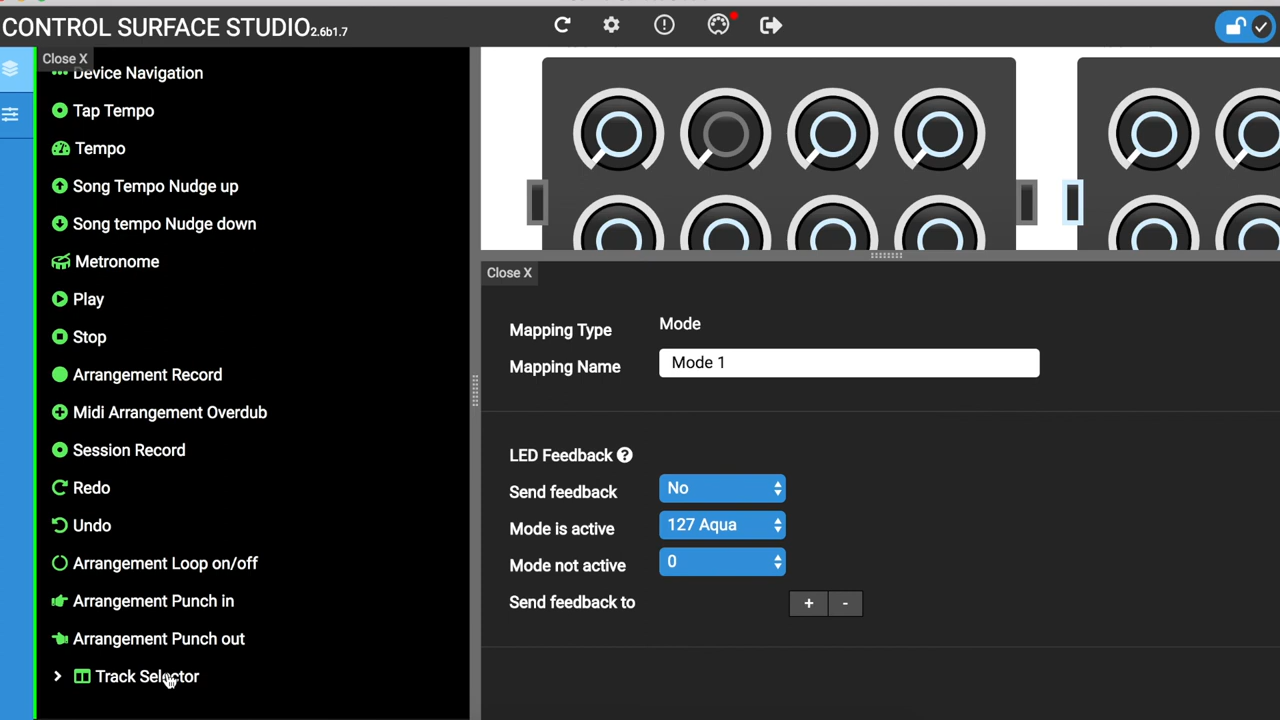 CONTROL SURFACE STUDIO2.6b1.7
Close X
Device Navigation
Tap Tempo
Tempo
Song Tempo Nudge up
Song tempo Nudge down
Metronome
Play
Stop
Arrangement Record
Midi Arrangement Overdub
Session Record
Redo
Undo
Arrangement Loop on/off
Arrangement Punch in
Arrangement Punch out
Track Selector
Close X
Mapping Type Mode
Mapping Name Mode 1
LED Feedback ?
Send feedback No
Mode is active 127 Aqua
Mode not active 0
Send feedback to + -